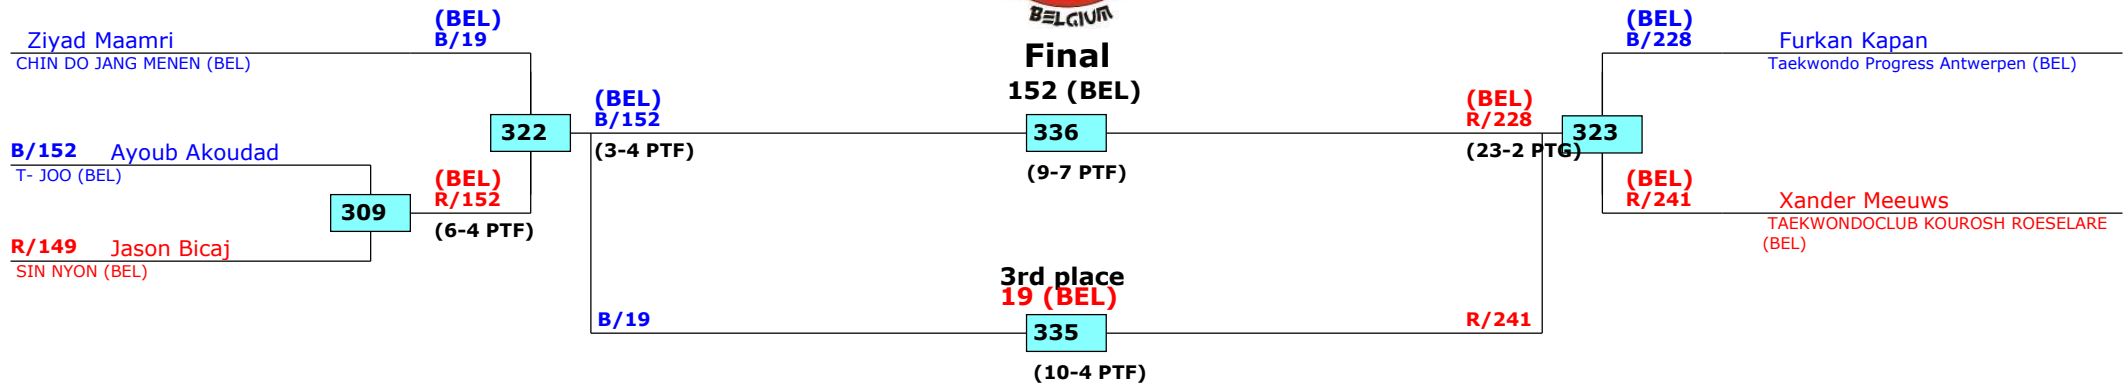 BELGIUM
Final
152 (BEL)
(BEL)
B/19
Ziyad Maamri
CHIN DO JANG MENEN (BEL)
B/152 Ayoub Akoudad
T- JOO (BEL)
R/149 Jason Bicaj
SIN NYON (BEL)
309
(BEL)
R/152
(6-4 PTF)
322
(BEL)
B/152
(3-4 PTF)
336
(9-7 PTF)
(BEL)
R/228
(23-2 PTG)
323
(BEL)
B/228
Furkan Kapan
Taekwondo Progress Antwerpen (BEL)
(BEL)
R/241
Xander Meeuws
TAEKWONDOCLUB KOUROSH ROESELARE
(BEL)
3rd place
19 (BEL)
B/19
335
R/241
(10-4 PTF)